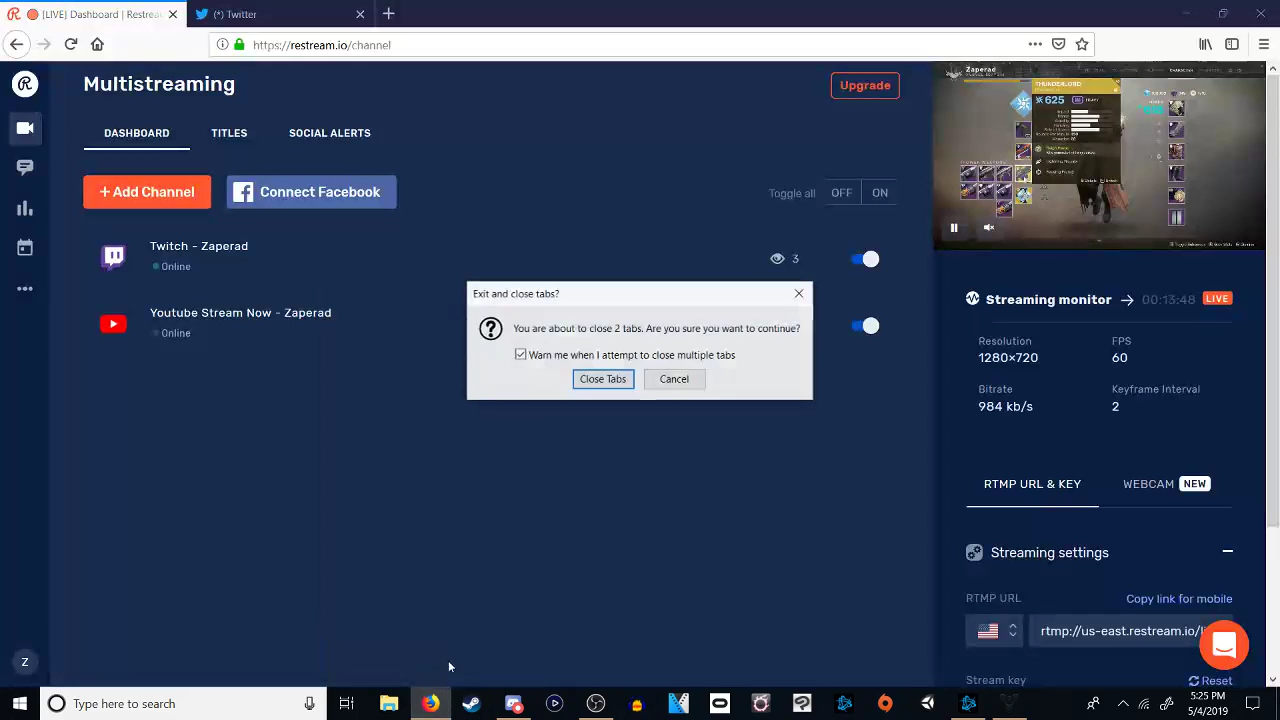 [LIVE] Dashboard | Restrea
(*) Twitter
https://restream.io/channel
Multistreaming
Upgrade
DASHBOARD
TITLES
SOCIAL ALERTS
+ Add Channel
Connect Facebook
Toggle all
OFF
ON
Twitch - Zaperad
Online
3
Youtube Stream Now - Zaperad
Online
Exit and close tabs?
You are about to close 2 tabs. Are you sure you want to continue?
Warn me when I attempt to close multiple tabs
Close Tabs
Cancel
Zaperad
THUNDERLORD
625
HEAVY
Streaming monitor
00:13:48
LIVE
Resolution
1280×720
FPS
60
Bitrate
984 kb/s
Keyframe Interval
2
RTMP URL & KEY
WEBCAM
NEW
Streaming settings
RTMP URL
Copy link for mobile
rtmp://us-east.restream.io/l
Stream key
Reset
Z
Type here to search
5:25 PM
5/4/2019